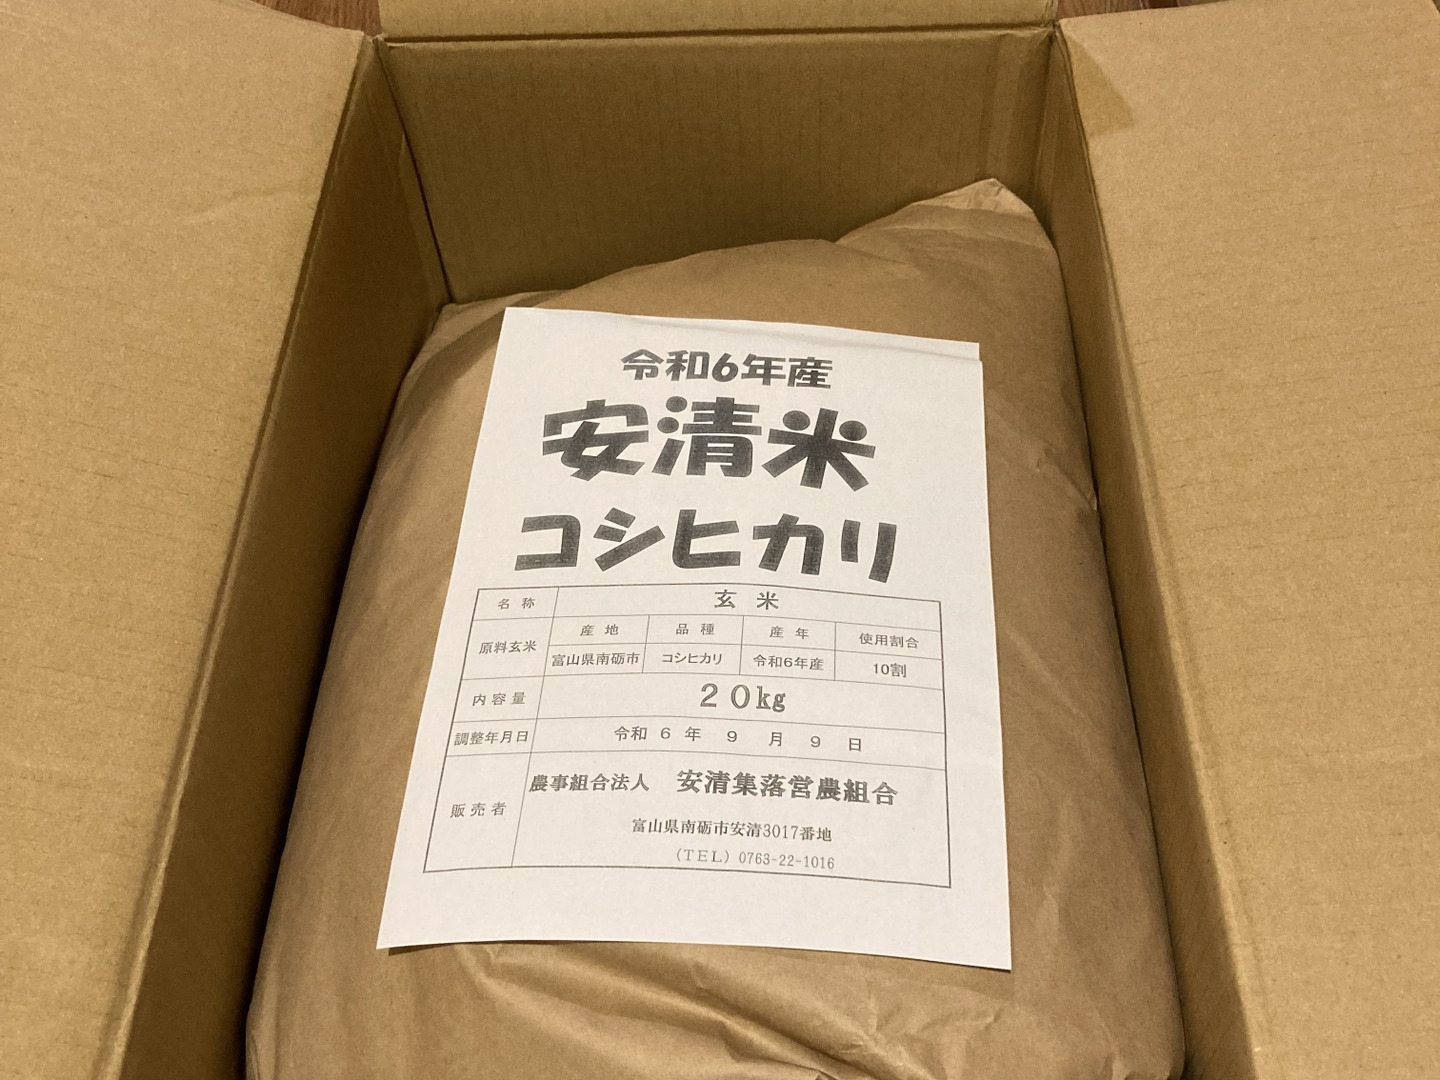 令和6年産
安清米
コシヒカリ
名称 玄米
原料玄米 産地 品種 産年 使用割合
富山県南砺市 コシヒカリ 令和6年産 10割
内容量 20kg
調整年月日 令和 6 年 9 月 9 日
販売者 農事組合法人 安清集落営農組合
富山県南砺市安清3017番地
（TEL）0763-22-1016